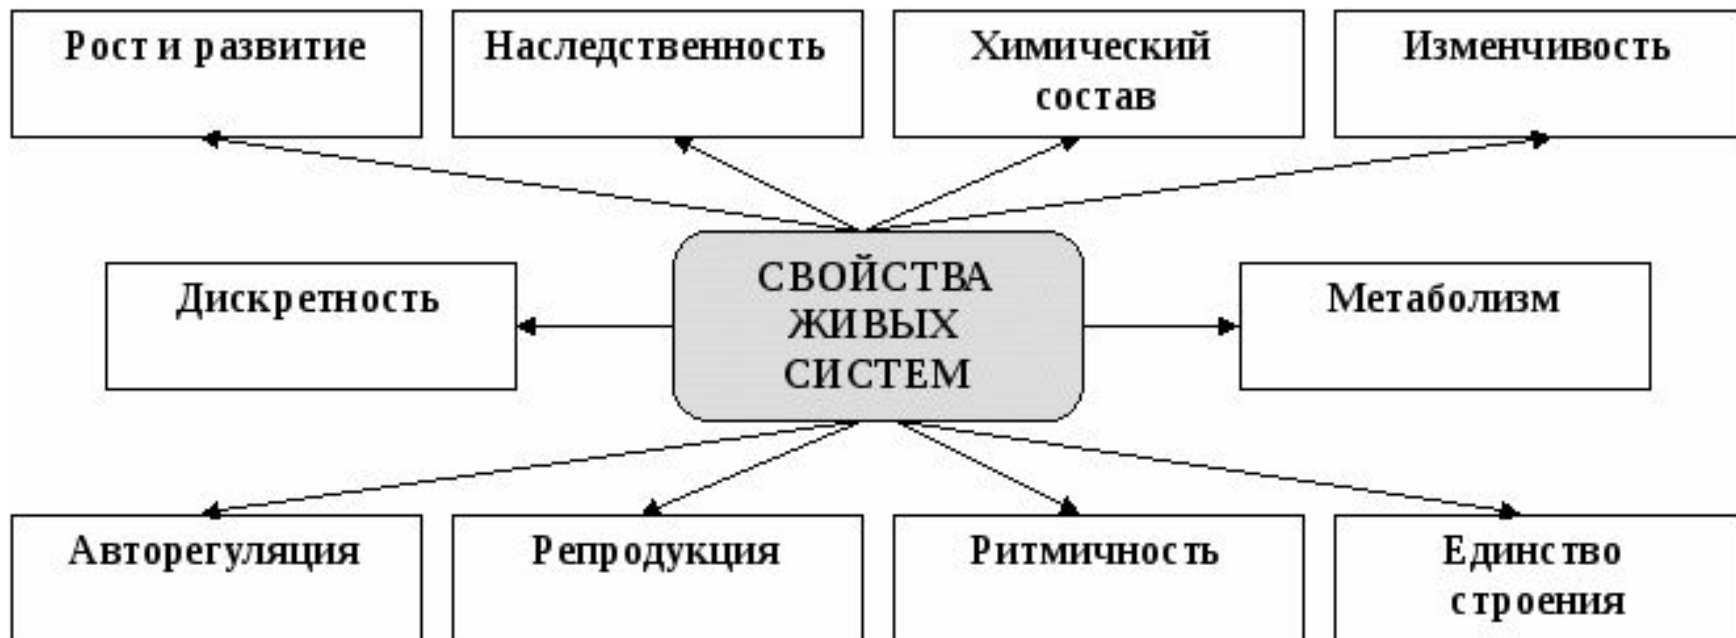 Рост и развитие
Наследственность
Химический
состав
Изменчивость
Дискретность
СВОЙСТВА
ЖИВЫХ
СИСТЕМ
Метаболизм
Авторегуляция
Репродукция
Ритмичность
Единство
строения